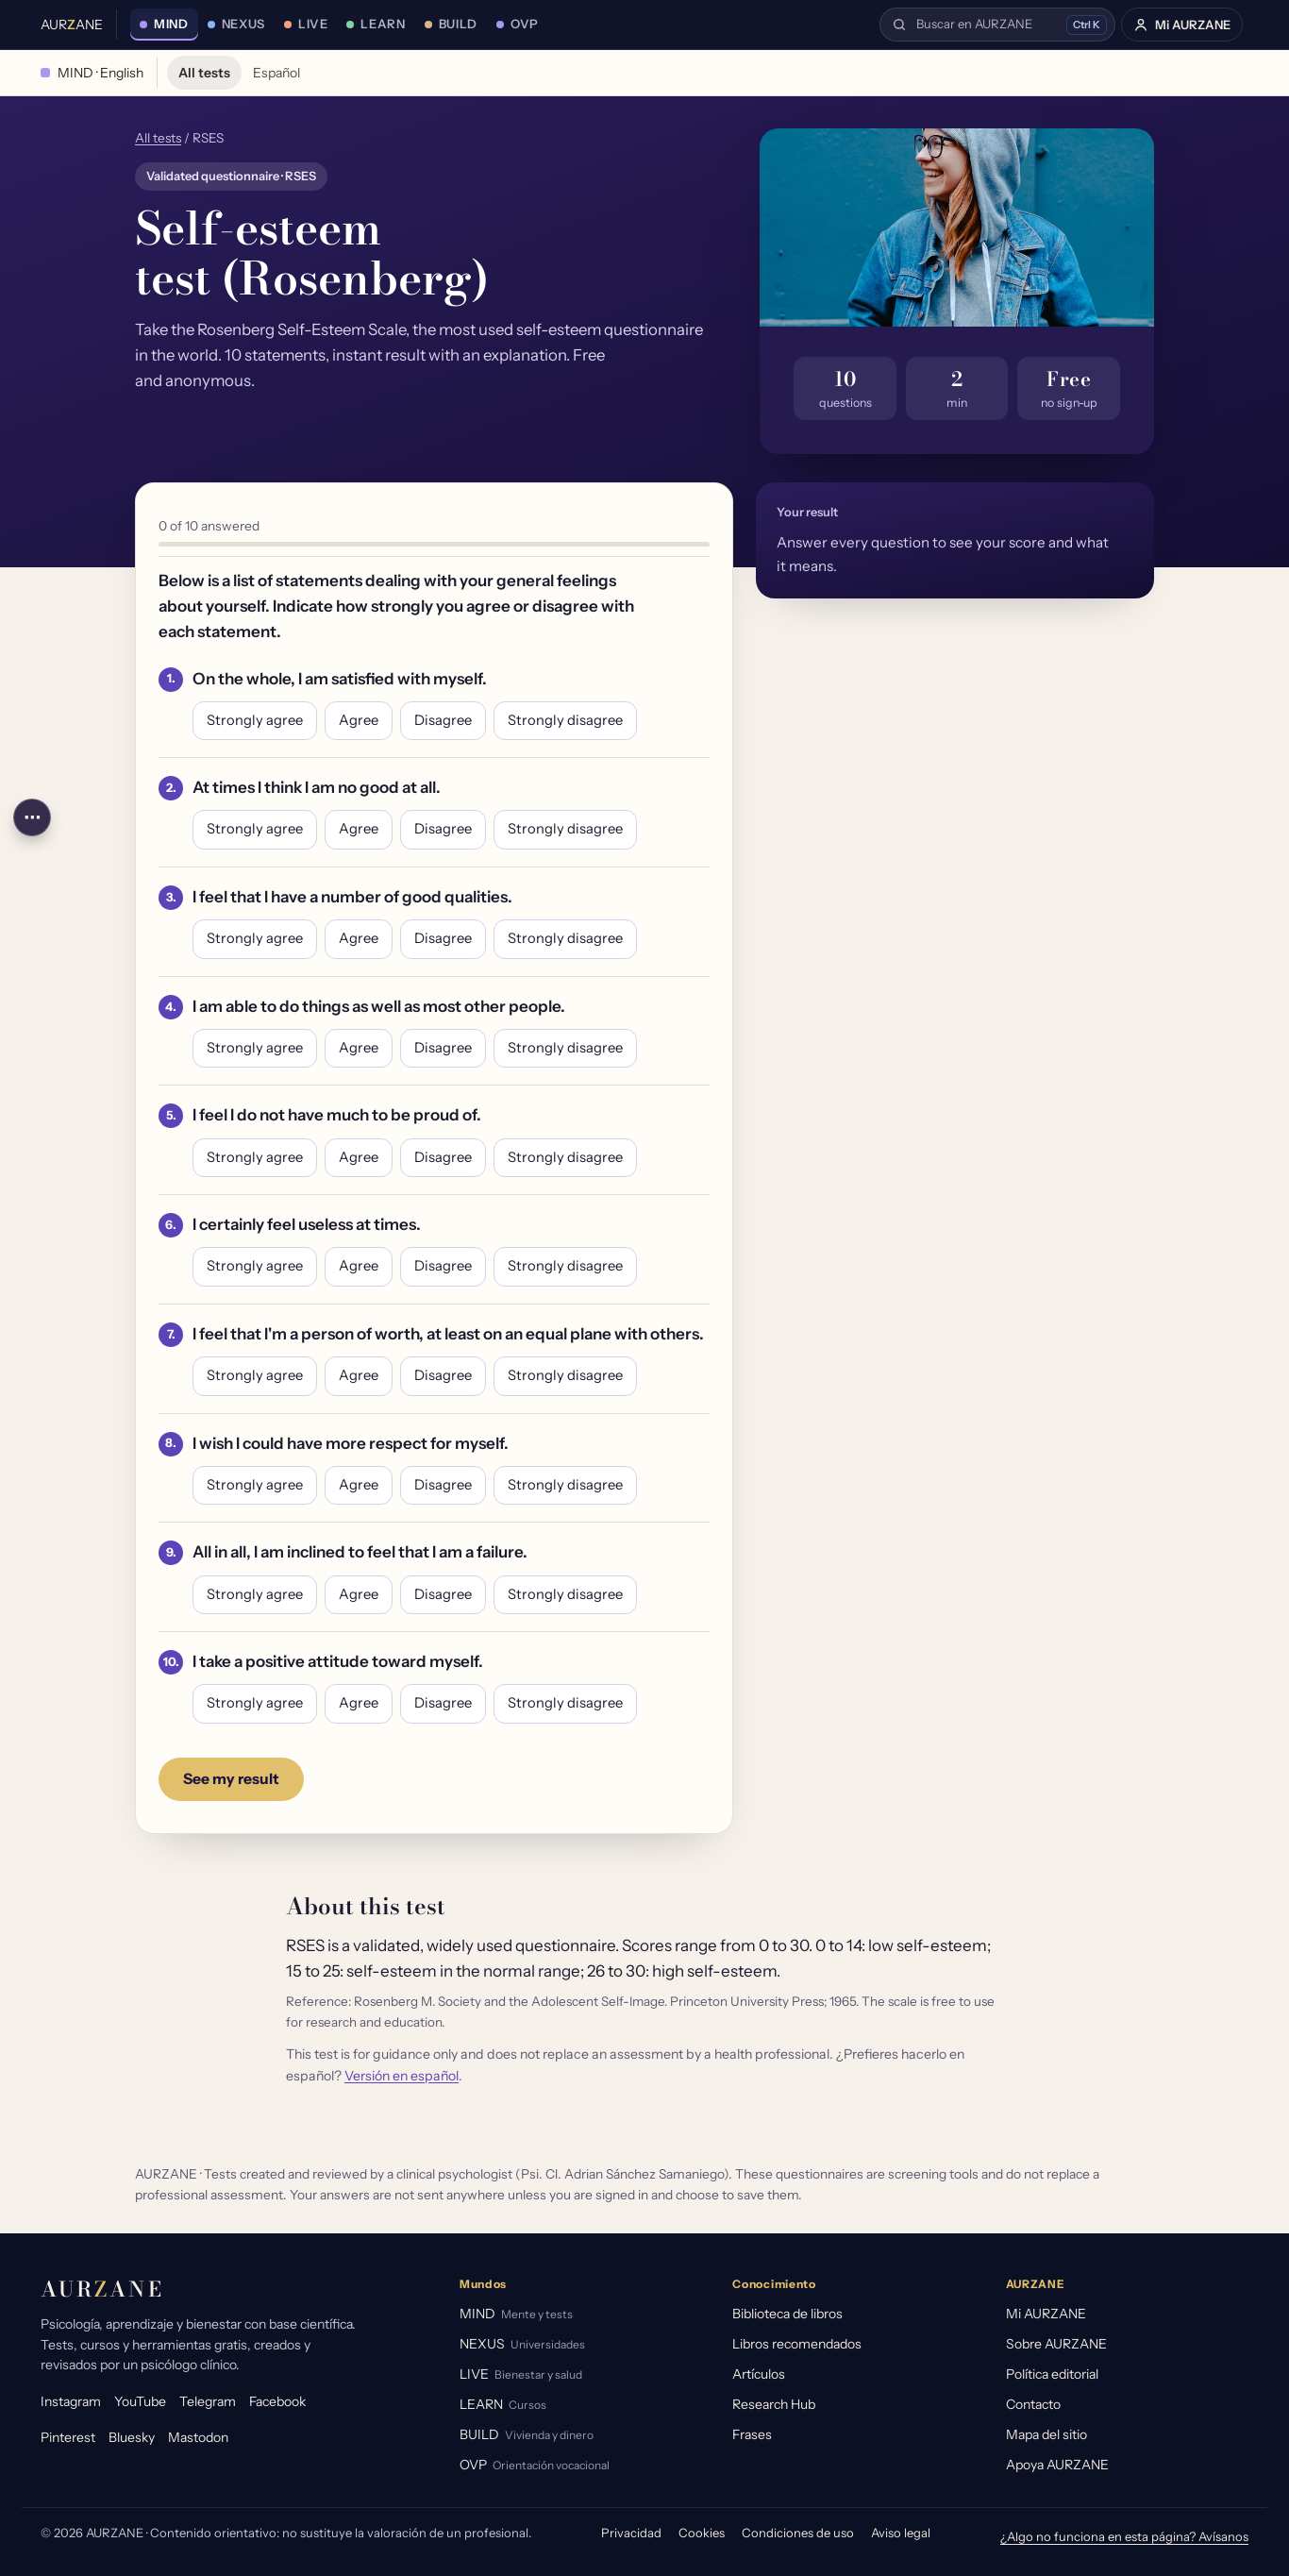 AURZANE
MIND
NEXUS
LIVE
LEARN
BUILD
OVP
Buscar en AURZANE
Ctrl K
Mi AURZANE
MIND · English
All tests
Español
All tests / RSES
Validated questionnaire · RSES
Self-esteem
test (Rosenberg)
Take the Rosenberg Self-Esteem Scale, the most used self-esteem questionnaire
in the world. 10 statements, instant result with an explanation. Free
and anonymous.
10
questions
2
min
Free
no sign-up
0 of 10 answered
Your result
Answer every question to see your score and what
it means.
Below is a list of statements dealing with your general feelings
about yourself. Indicate how strongly you agree or disagree with
each statement.
1. On the whole, I am satisfied with myself.
Strongly agree Agree Disagree Strongly disagree
2. At times I think I am no good at all.
Strongly agree Agree Disagree Strongly disagree
3. I feel that I have a number of good qualities.
Strongly agree Agree Disagree Strongly disagree
4. I am able to do things as well as most other people.
Strongly agree Agree Disagree Strongly disagree
5. I feel I do not have much to be proud of.
Strongly agree Agree Disagree Strongly disagree
6. I certainly feel useless at times.
Strongly agree Agree Disagree Strongly disagree
7. I feel that I'm a person of worth, at least on an equal plane with others.
Strongly agree Agree Disagree Strongly disagree
8. I wish I could have more respect for myself.
Strongly agree Agree Disagree Strongly disagree
9. All in all, I am inclined to feel that I am a failure.
Strongly agree Agree Disagree Strongly disagree
10. I take a positive attitude toward myself.
Strongly agree Agree Disagree Strongly disagree
See my result
About this test
RSES is a validated, widely used questionnaire. Scores range from 0 to 30. 0 to 14: low self-esteem;
15 to 25: self-esteem in the normal range; 26 to 30: high self-esteem.
Reference: Rosenberg M. Society and the Adolescent Self-Image. Princeton University Press; 1965. The scale is free to use
for research and education.
This test is for guidance only and does not replace an assessment by a health professional. ¿Prefieres hacerlo en
español? Versión en español.
AURZANE · Tests created and reviewed by a clinical psychologist (Psi. Cl. Adrian Sánchez Samaniego). These questionnaires are screening tools and do not replace a
professional assessment. Your answers are not sent anywhere unless you are signed in and choose to save them.
AURZANE
Psicología, aprendizaje y bienestar con base científica.
Tests, cursos y herramientas gratis, creados y
revisados por un psicólogo clínico.
Instagram YouTube Telegram Facebook
Pinterest Bluesky Mastodon
Mundos
MIND Mente y tests
NEXUS Universidades
LIVE Bienestar y salud
LEARN Cursos
BUILD Vivienda y dinero
OVP Orientación vocacional
Conocimiento
Biblioteca de libros
Libros recomendados
Artículos
Research Hub
Frases
AURZANE
Mi AURZANE
Sobre AURZANE
Política editorial
Contacto
Mapa del sitio
Apoya AURZANE
© 2026 AURZANE · Contenido orientativo: no sustituye la valoración de un profesional.
Privacidad Cookies Condiciones de uso Aviso legal
¿Algo no funciona en esta página? Avísanos